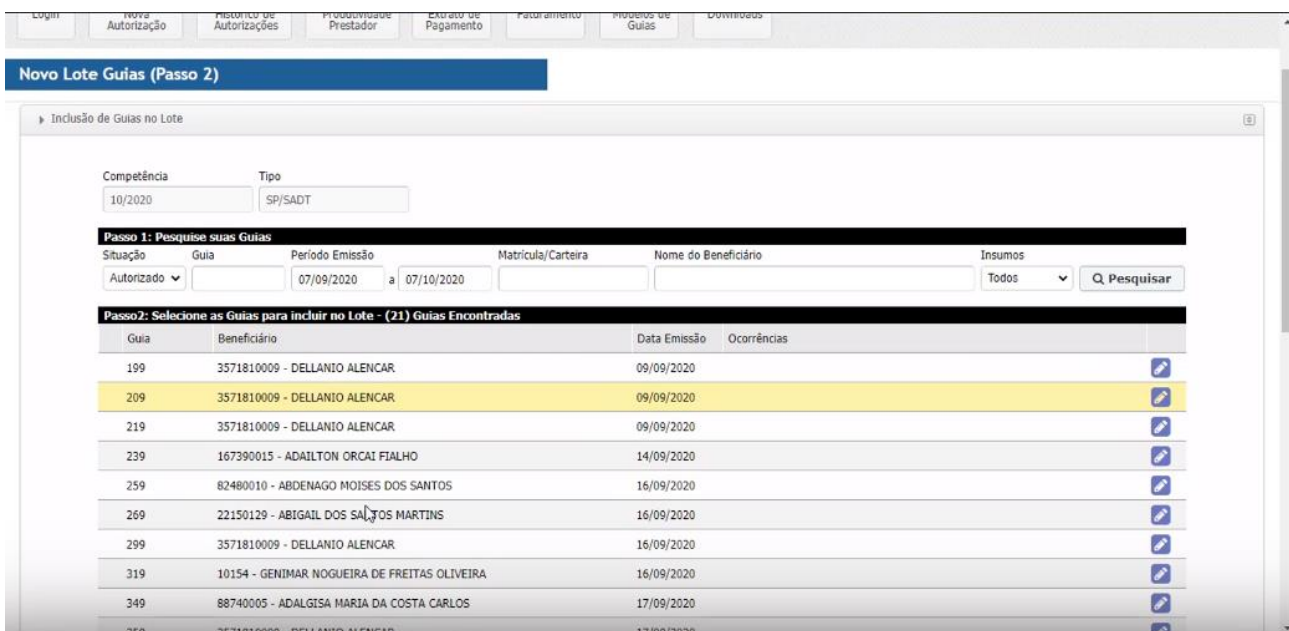 Login Nova Histórico de Produtividade Extrato de Faturamento Modelos de Downloads
Autorização Autorizações Prestador Pagamento Guias
Novo Lote Guias (Passo 2)
Inclusão de Guias no Lote
Competência Tipo
10/2020 SP/SADT
Passo 1: Pesquise suas Guias
Situação Guia Período Emissão Matrícula/Carteira Nome do Beneficiário Insumos
Autorizado 07/09/2020 a 07/10/2020 Todos Pesquisar
Passo2: Selecione as Guias para incluir no Lote - (21) Guias Encontradas
Guia Beneficiário Data Emissão Ocorrências
199 3571810009 - DELLANIO ALENCAR 09/09/2020
209 3571810009 - DELLANIO ALENCAR 09/09/2020
219 3571810009 - DELLANIO ALENCAR 09/09/2020
239 167390015 - ADAILTON ORCAI FIALHO 14/09/2020
259 82480010 - ABDENAGO MOISES DOS SANTOS 16/09/2020
269 22150129 - ABIGAIL DOS SANTOS MARTINS 16/09/2020
299 3571810009 - DELLANIO ALENCAR 16/09/2020
319 10154 - GENIMAR NOGUEIRA DE FREITAS OLIVEIRA 16/09/2020
349 88740005 - ADALGISA MARIA DA COSTA CARLOS 17/09/2020